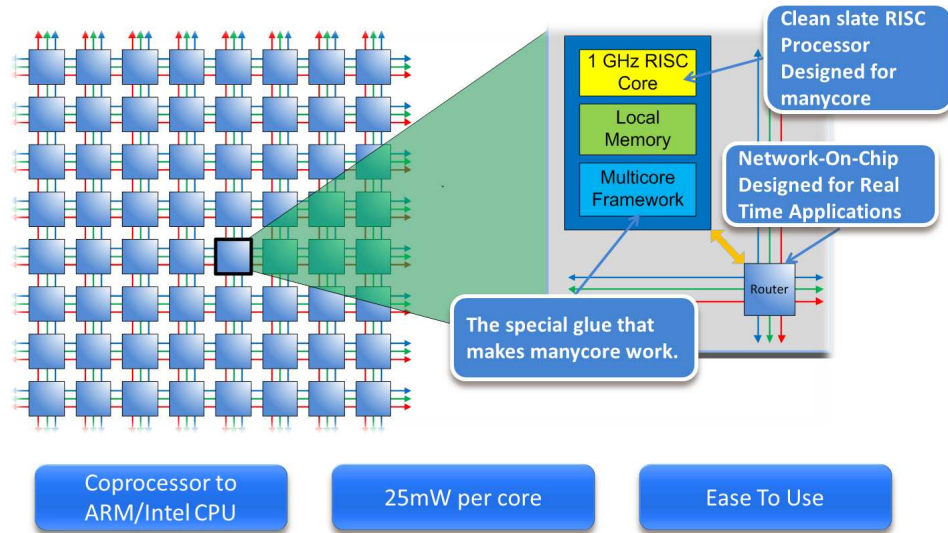 Clean slate RISC
Processor
Designed for
manycore
1 GHz RISC
Core
Local
Memory
Multicore
Framework
Network-On-Chip
Designed for Real
Time Applications
Router
The special glue that
makes manycore work.
Coprocessor to
ARM/Intel CPU
25mW per core
Ease To Use